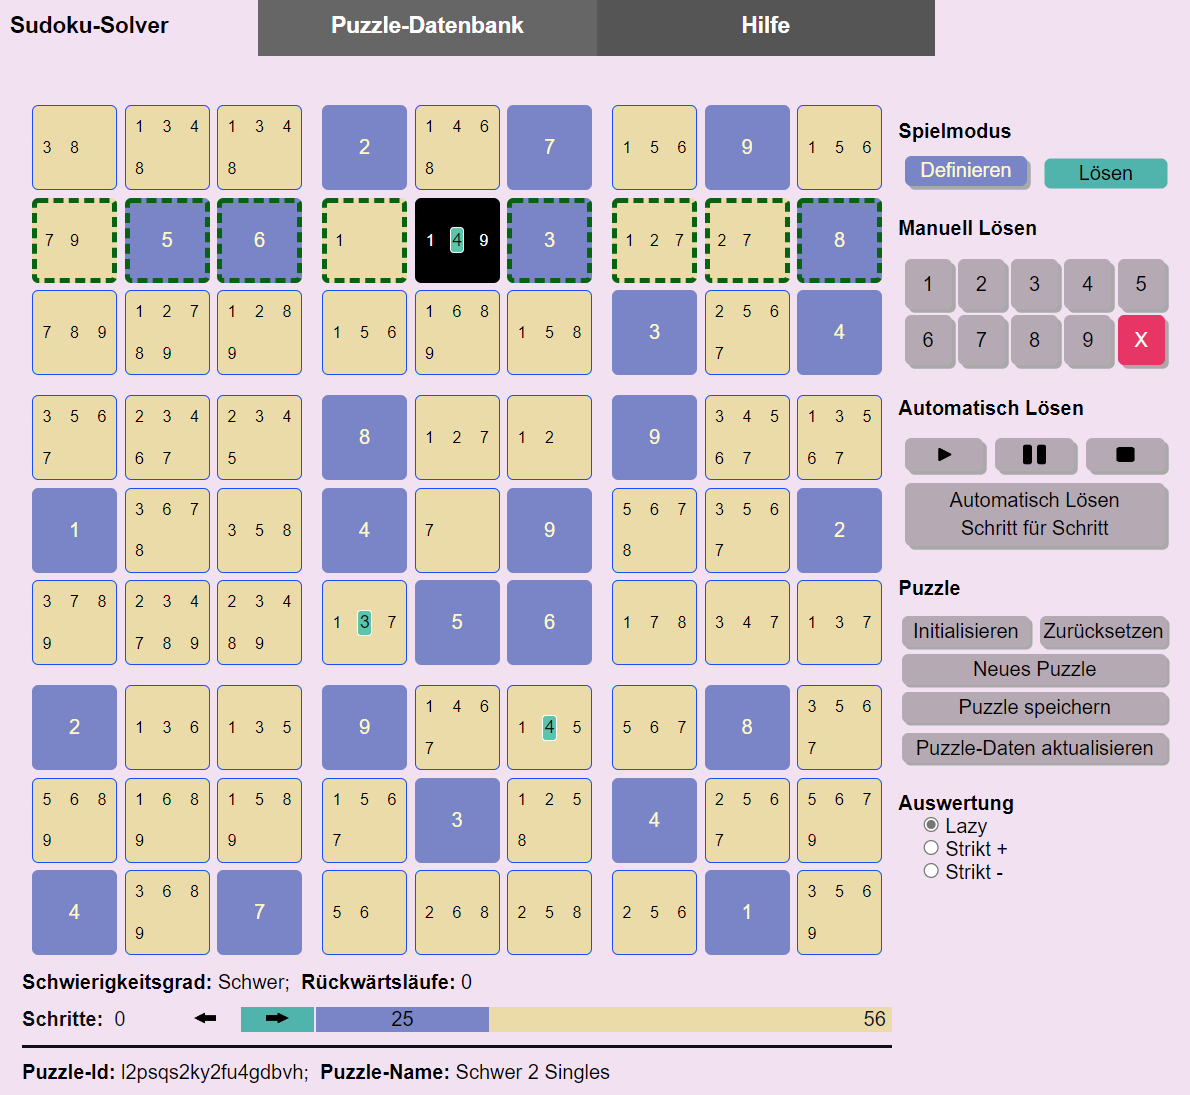 Sudoku-Solver Puzzle-Datenbank Hilfe
3 8 1 3 4 1 3 4 2 1 4 6 7 1 5 6 9 1 5 6
8 8 8
7 9 5 6 1 1 4 9 3 1 2 7 2 7 8
7 8 9 1 2 7 1 2 8 1 5 6 1 6 8 1 5 8 3 2 5 6 4
8 9 9 9 7
3 5 6 2 3 4 2 3 4 8 1 2 7 1 2 9 3 4 5 1 3 5
7 6 7 5 6 7 6 7
1 3 6 7 3 5 8 4 7 9 5 6 7 3 5 6 2
8 8 7
3 7 8 2 3 4 2 3 4 1 3 7 5 6 1 7 8 3 4 7 1 3 7
9 7 8 9 8 9
2 1 3 6 1 3 5 9 1 4 6 1 4 5 5 6 7 8 3 5 6
7 7
5 6 8 1 6 8 1 5 8 1 5 6 3 1 2 5 4 2 5 6 5 6 7
9 9 9 7 8 7 9
4 3 6 8 7 5 6 2 6 8 2 5 8 2 5 6 1 3 5 6
9 9
Spielmodus
Definieren Lösen
Manuell Lösen
1 2 3 4 5
6 7 8 9 X
Automatisch Lösen
Automatisch Lösen
Schritt für Schritt
Puzzle
Initialisieren Zurücksetzen
Neues Puzzle
Puzzle speichern
Puzzle-Daten aktualisieren
Auswertung
Lazy
Strikt +
Strikt -
Schwierigkeitsgrad: Schwer; Rückwärtsläufe: 0
Schritte: 0 25 56
Puzzle-Id: l2psqs2ky2fu4gdbvh; Puzzle-Name: Schwer 2 Singles